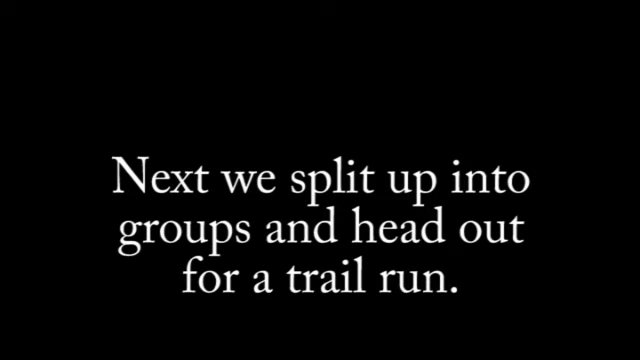 Next we split up into
groups and head out
for a trail run.